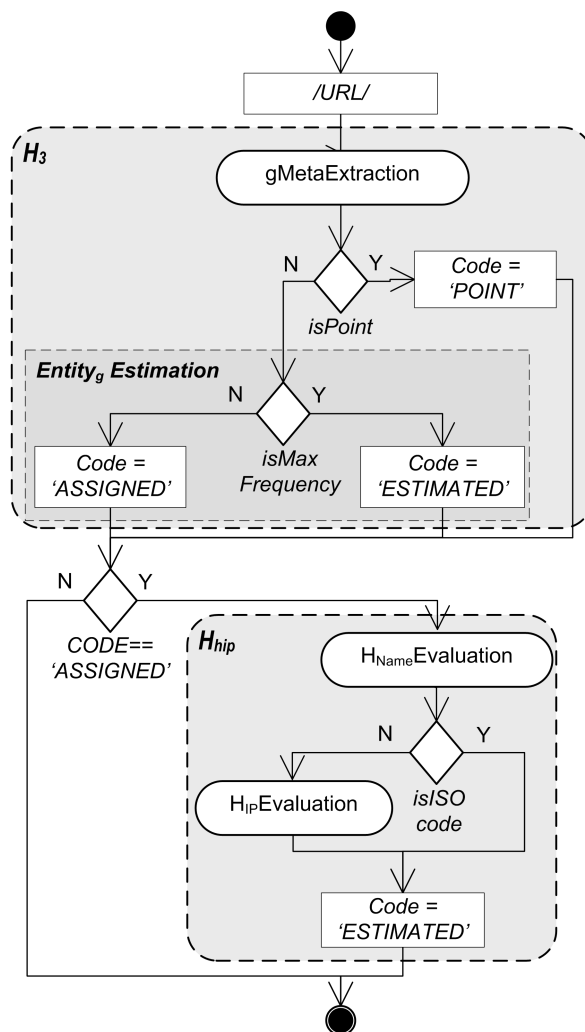 /URL/
H3
gMetaExtraction
N
Y
Code =
‘POINT’
isPoint
Entityg Estimation
N
Y
Code =
‘ASSIGNED’
isMax
Frequency
Code =
‘ESTIMATED’
N
Y
CODE==
‘ASSIGNED’
Hhip
HNameEvaluation
N
Y
HIPEvaluation
isISO
code
Code =
‘ESTIMATED’